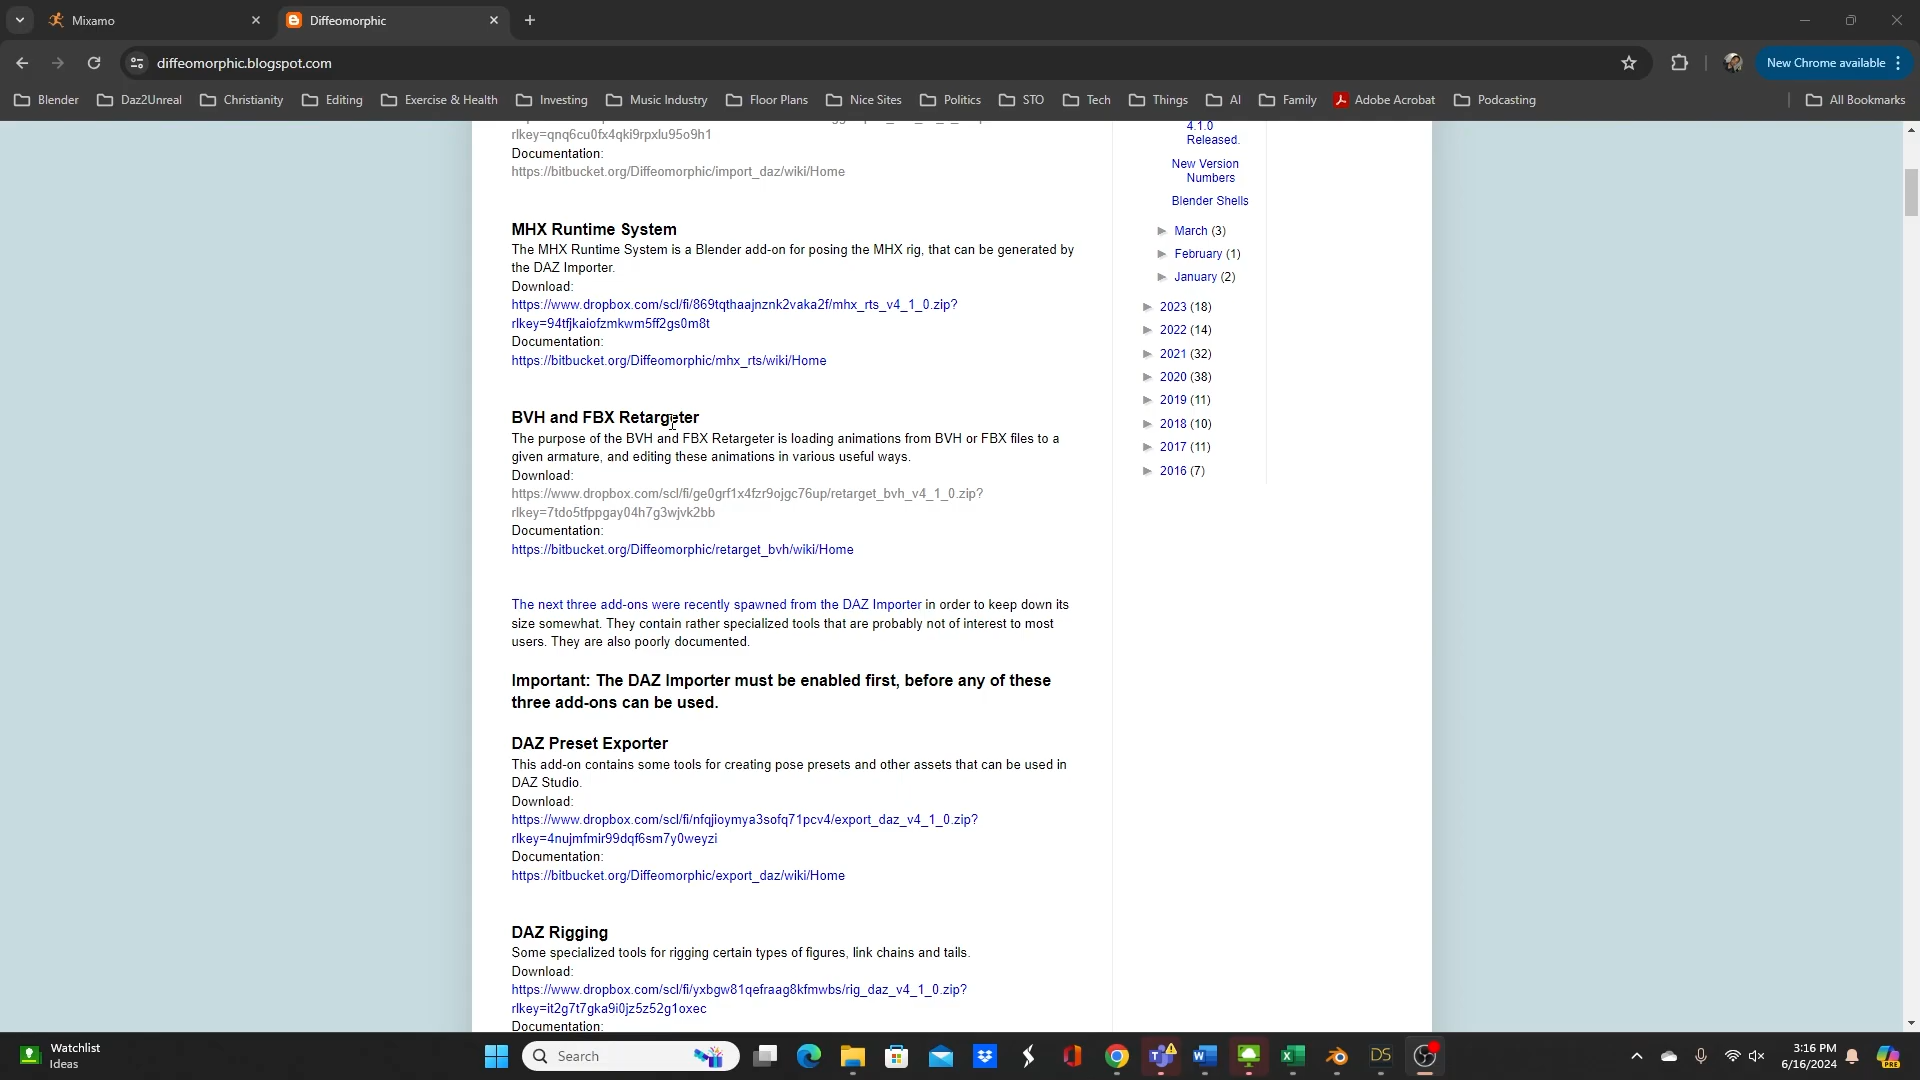 Mixamo
Diffeomorphic
diffeomorphic.blogspot.com
New Chrome available
Blender
Daz2Unreal
Christianity
Editing
Exercise & Health
Investing
Music Industry
Floor Plans
Nice Sites
Politics
STO
Tech
Things
AI
Family
Adobe Acrobat
Podcasting
All Bookmarks
rlkey=qnq6cu0fx4qki9rpxlu95o9h1
Documentation:
https://bitbucket.org/Diffeomorphic/import_daz/wiki/Home
MHX Runtime System
The MHX Runtime System is a Blender add-on for posing the MHX rig, that can be generated by
the DAZ Importer.
Download:
https://www.dropbox.com/scl/fi/869tqthaajnznk2vaka2f/mhx_rts_v4_1_0.zip?
rlkey=94tfjkaiofzmkwm5ff2gs0m8t
Documentation:
https://bitbucket.org/Diffeomorphic/mhx_rts/wiki/Home
BVH and FBX Retargeter
The purpose of the BVH and FBX Retargeter is loading animations from BVH or FBX files to a
given armature, and editing these animations in various useful ways.
Download:
https://www.dropbox.com/scl/fi/ge0grf1x4fzr9ojgc76up/retarget_bvh_v4_1_0.zip?
rlkey=7tdo5tfppgay04h7g3wjvk2bb
Documentation:
https://bitbucket.org/Diffeomorphic/retarget_bvh/wiki/Home
The next three add-ons were recently spawned from the DAZ Importer in order to keep down its
size somewhat. They contain rather specialized tools that are probably not of interest to most
users. They are also poorly documented.
Important: The DAZ Importer must be enabled first, before any of these
three add-ons can be used.
DAZ Preset Exporter
This add-on contains some tools for creating pose presets and other assets that can be used in
DAZ Studio.
Download:
https://www.dropbox.com/scl/fi/nfqjioymya3sofq71pcv4/export_daz_v4_1_0.zip?
rlkey=4nujmfmir99dqf6sm7y0weyzi
Documentation:
https://bitbucket.org/Diffeomorphic/export_daz/wiki/Home
DAZ Rigging
Some specialized tools for rigging certain types of figures, link chains and tails.
Download:
https://www.dropbox.com/scl/fi/yxbgw81qefraag8kfmwbs/rig_daz_v4_1_0.zip?
rlkey=it2g7t7gka9i0jz5z52g1oxec
Documentation:
4.1.0
Released.
New Version
Numbers
Blender Shells
► March (3)
► February (1)
► January (2)
► 2023 (18)
► 2022 (14)
► 2021 (32)
► 2020 (38)
► 2019 (11)
► 2018 (10)
► 2017 (11)
► 2016 (7)
Watchlist
Ideas
Search
DS
PRE
3:16 PM
6/16/2024